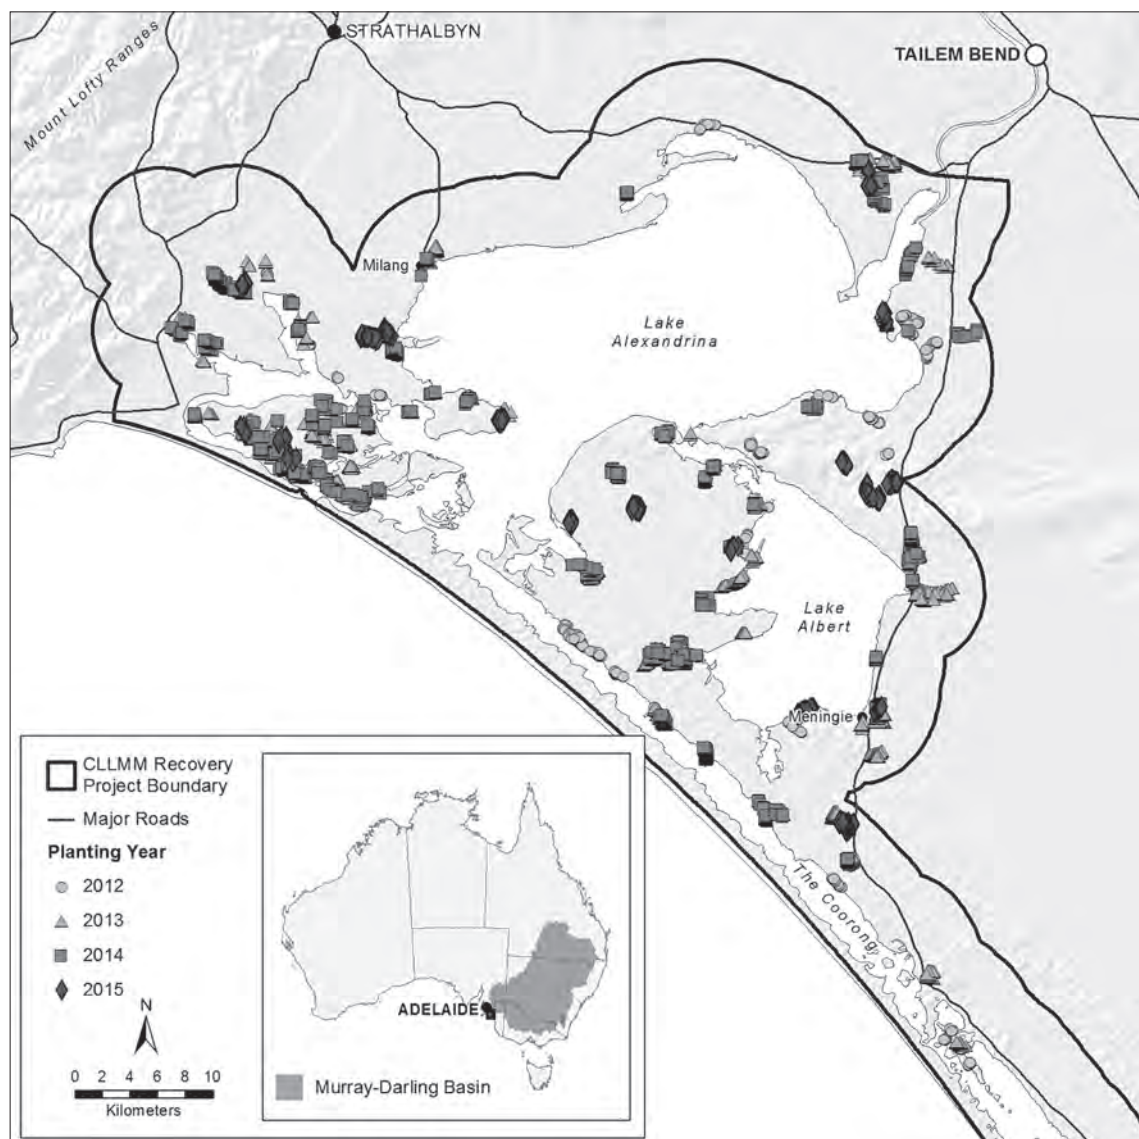 STRATHALBYN
TAILEM BEND
Mount Lofty Ranges
Milang
Lake
Alexandrina
Lake
Albert
Meningie
The Coorong
CLLMM Recovery
Project Boundary
Major Roads
Planting Year
2012
2013
2014
2015
N
0 2 4 6 8 10
Kilometers
ADELAIDE
Murray-Darling Basin